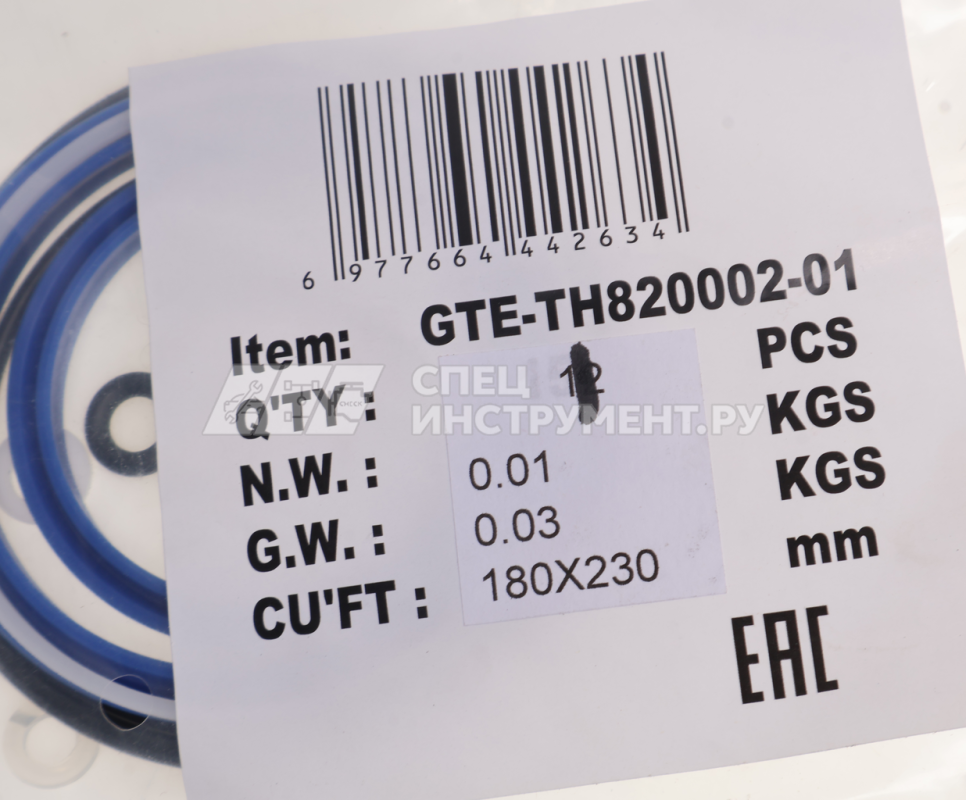 6 977664 442634
Item: GTE-TH820002-01
Q'TY : PCS
N.W. : 0.01 KGS
G.W. : 0.03 KGS
CU'FT : 180X230 mm
EAC
СПЕЦ
ИНСТРУМЕНТ.РУ